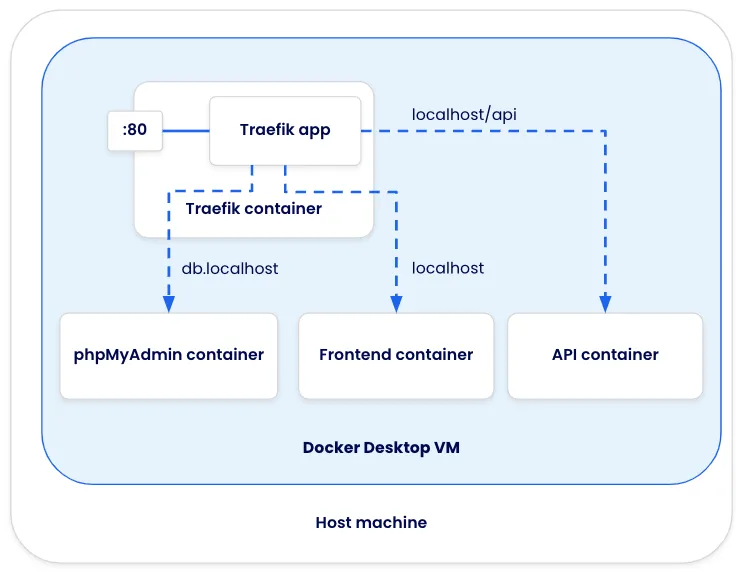 :80
Traefik app
localhost/api
Traefik container
db.localhost
localhost
phpMyAdmin container
Frontend container
API container
Docker Desktop VM
Host machine